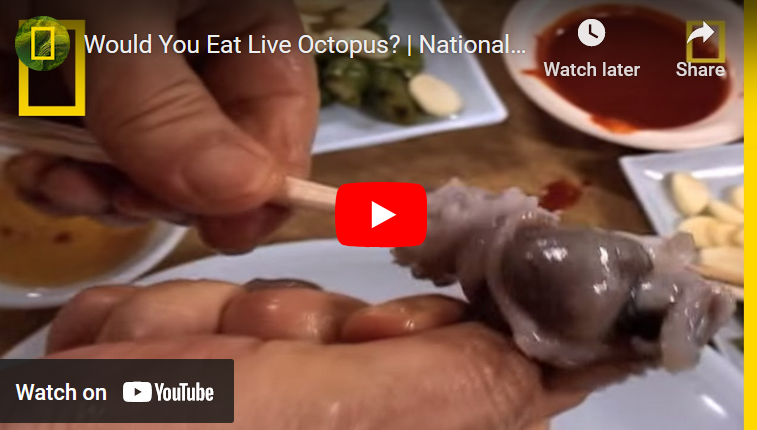 Would You Eat Live Octopus? | National…
Watch later
Share
Watch on YouTube